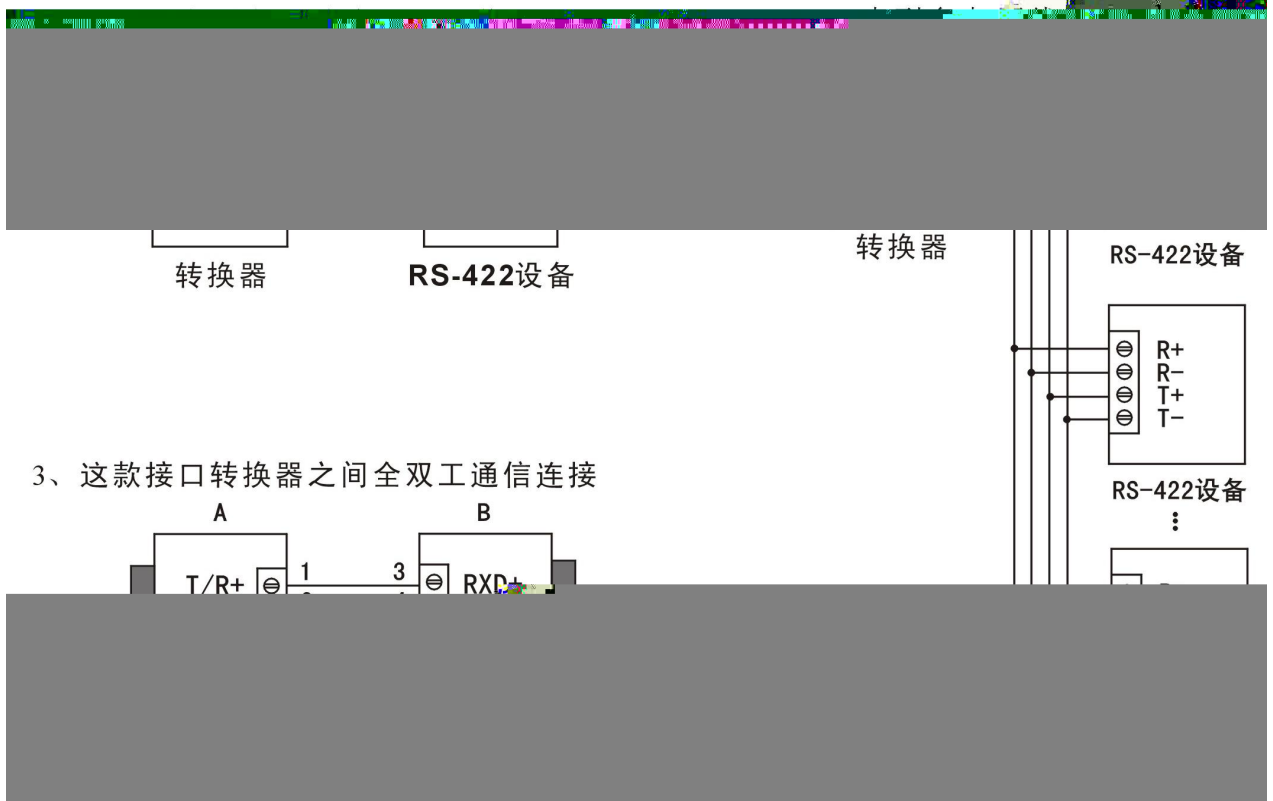 转换器
RS-422设备
转换器
RS-422设备
R+
R-
T+
T-
RS-422设备
3、这款接口转换器之间全双工通信连接
A
B
T/R+
1
3
RXD+